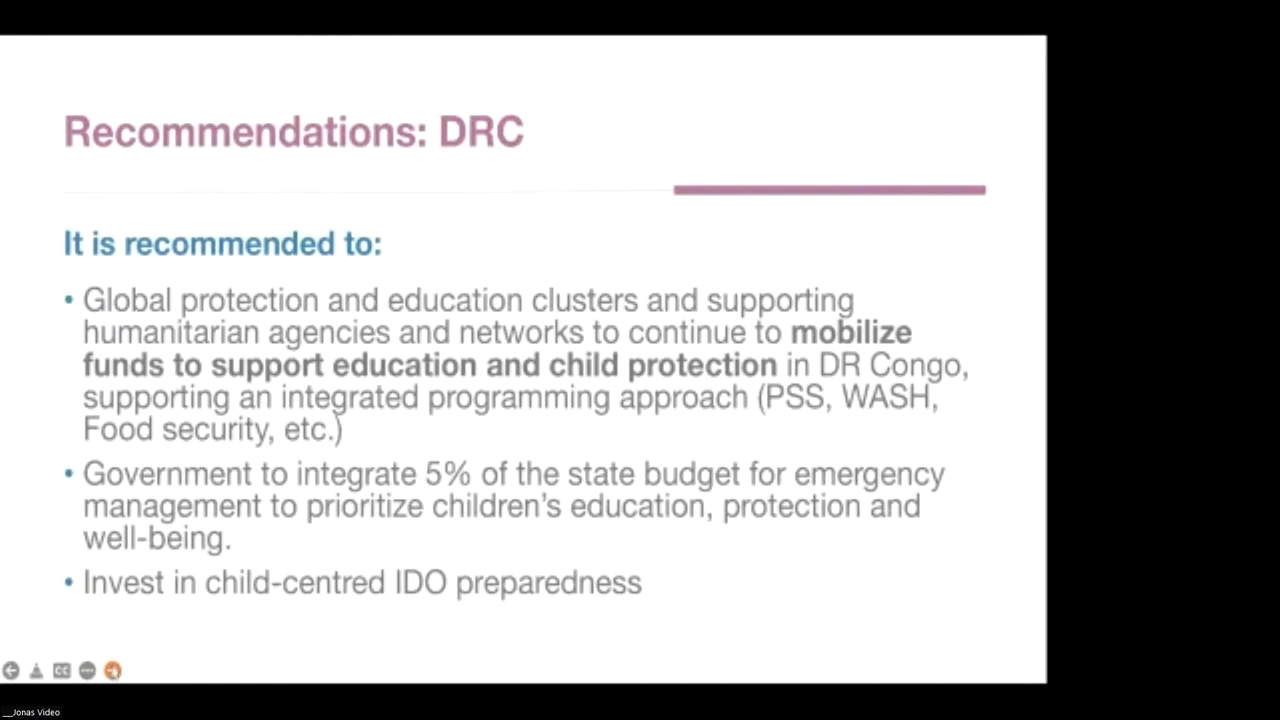 Recommendations: DRC
It is recommended to:
• Global protection and education clusters and supporting
humanitarian agencies and networks to continue to mobilize
funds to support education and child protection in DR Congo,
supporting an integrated programming approach (PSS, WASH,
Food security, etc.)
• Government to integrate 5% of the state budget for emergency
management to prioritize children's education, protection and
well-being.
• Invest in child-centred IDO preparedness
CC
__Jonas Video